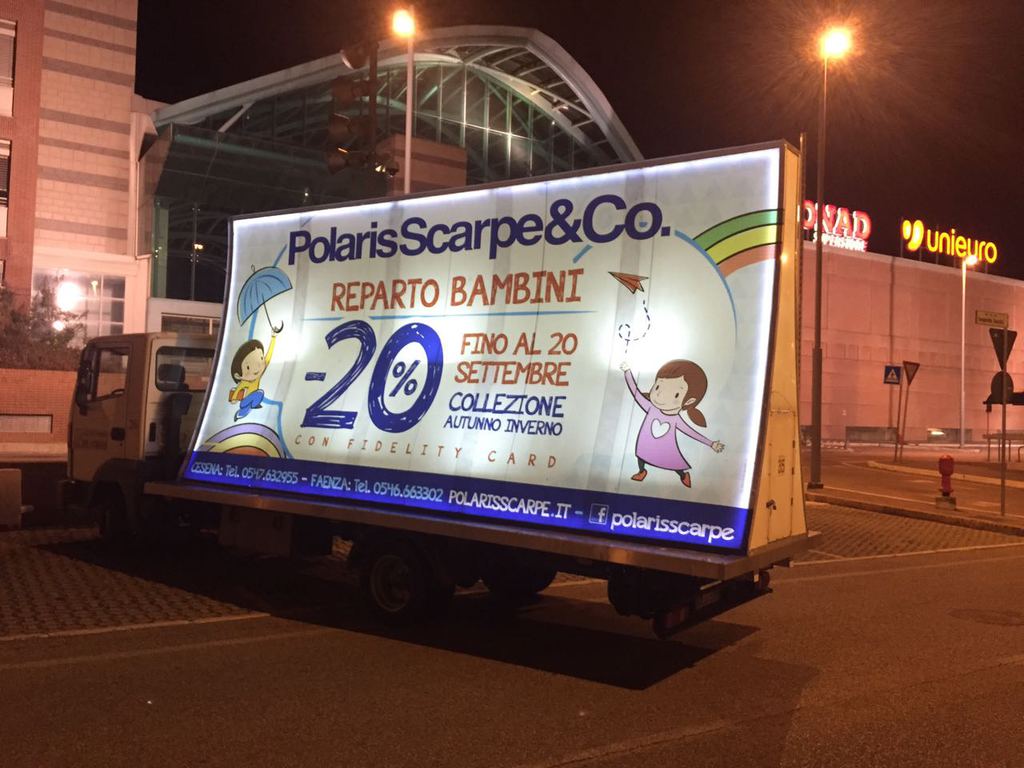 PolarisScarpe&Co.
REPARTO BAMBINI
-20%
FINO AL 20
SETTEMBRE
COLLEZIONE
AUTUNNO INVERNO
CON FIDELITY CARD
CESENA: Tel. 0547.632955 - FAENZA: Tel. 0546.663302 POLARISSCARPE.IT - f polarisscarpe
35
unieuro